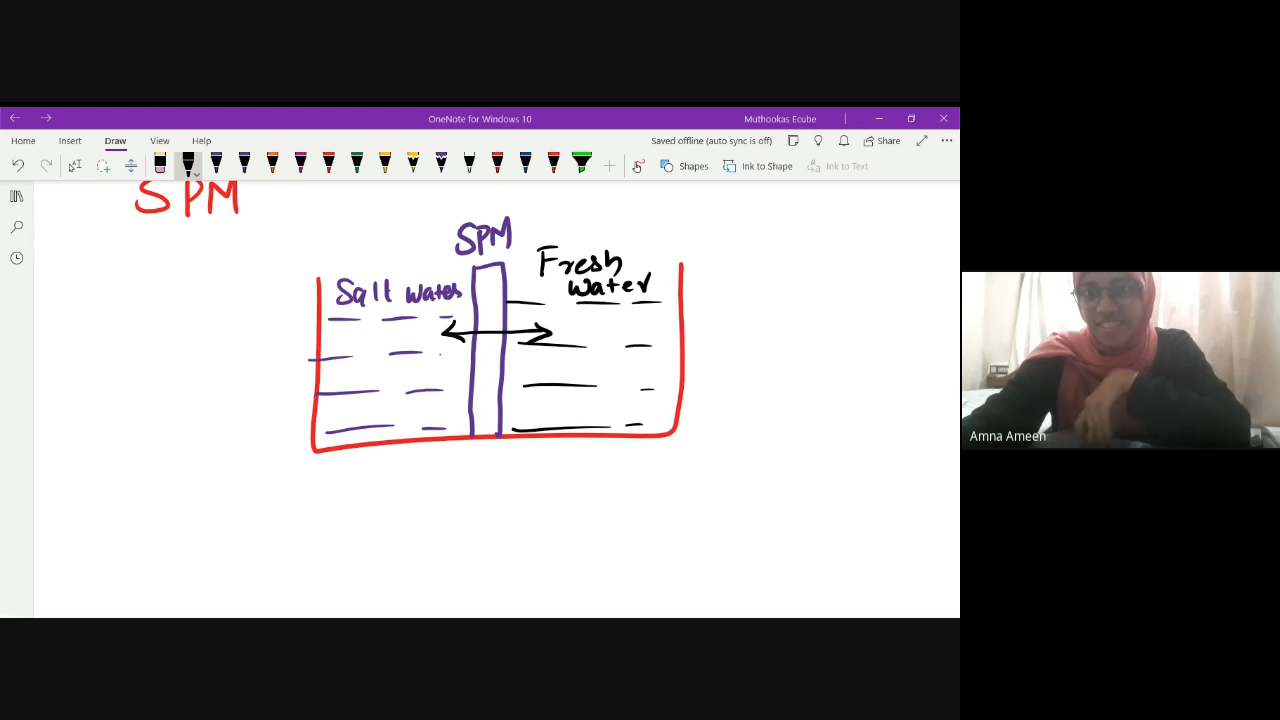 OneNote for Windows 10
Muthookas Ecube
Home Insert Draw View Help
Saved offline (auto sync is off)
Share
Shapes
Ink to Shape
Ink to Text
SPM
SPM
Fresh
Water
Salt Water
Amna Ameen